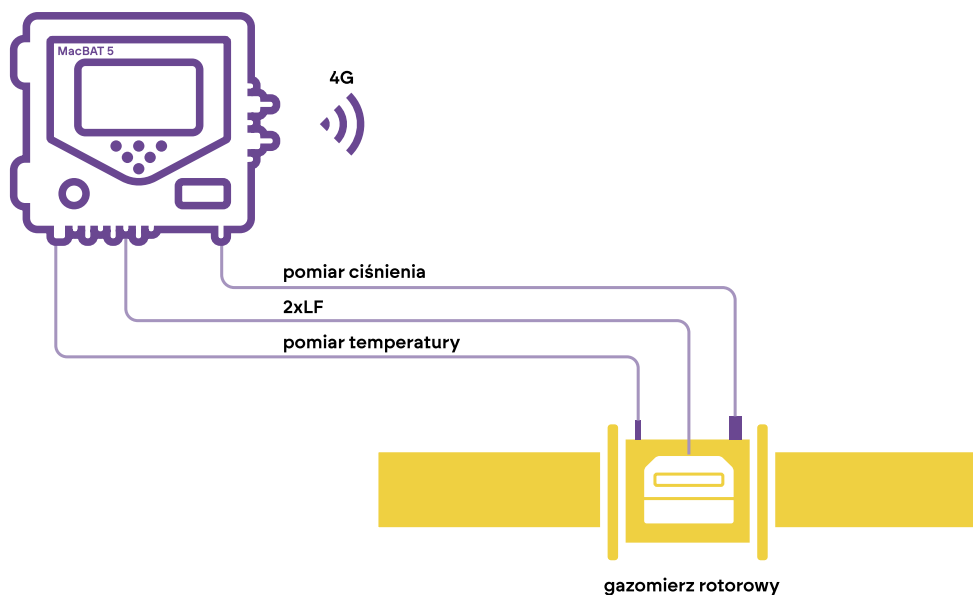 MacBAT 5
4G
pomiar ciśnienia
2xLF
pomiar temperatury
gazomierz rotorowy